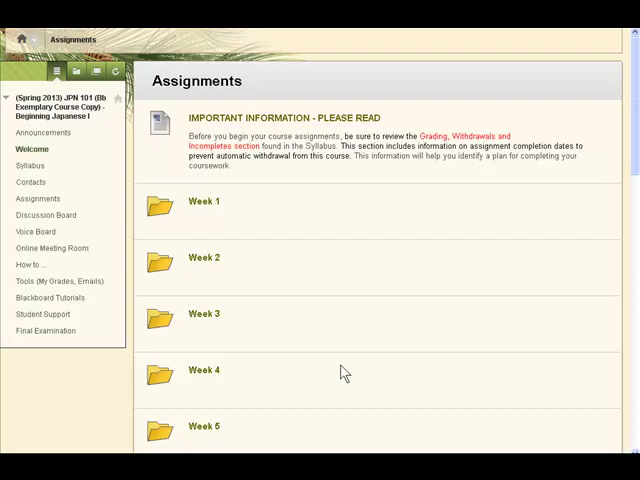 Assignments
(Spring 2013) JPN 101 (Bb
Exemplary Course Copy) -
Beginning Japanese I
Announcements
Welcome
Syllabus
Contacts
Assignments
Discussion Board
Voice Board
Online Meeting Room
How to ...
Tools (My Grades, Emails)
Blackboard Tutorials
Student Support
Final Examination
Assignments
IMPORTANT INFORMATION - PLEASE READ
Before you begin your course assignments, be sure to review the Grading, Withdrawals and
Incompletes section found in the Syllabus. This section includes information on assignment completion dates to
prevent automatic withdrawal from this course. This information will help you identify a plan for completing your
coursework.
Week 1
Week 2
Week 3
Week 4
Week 5